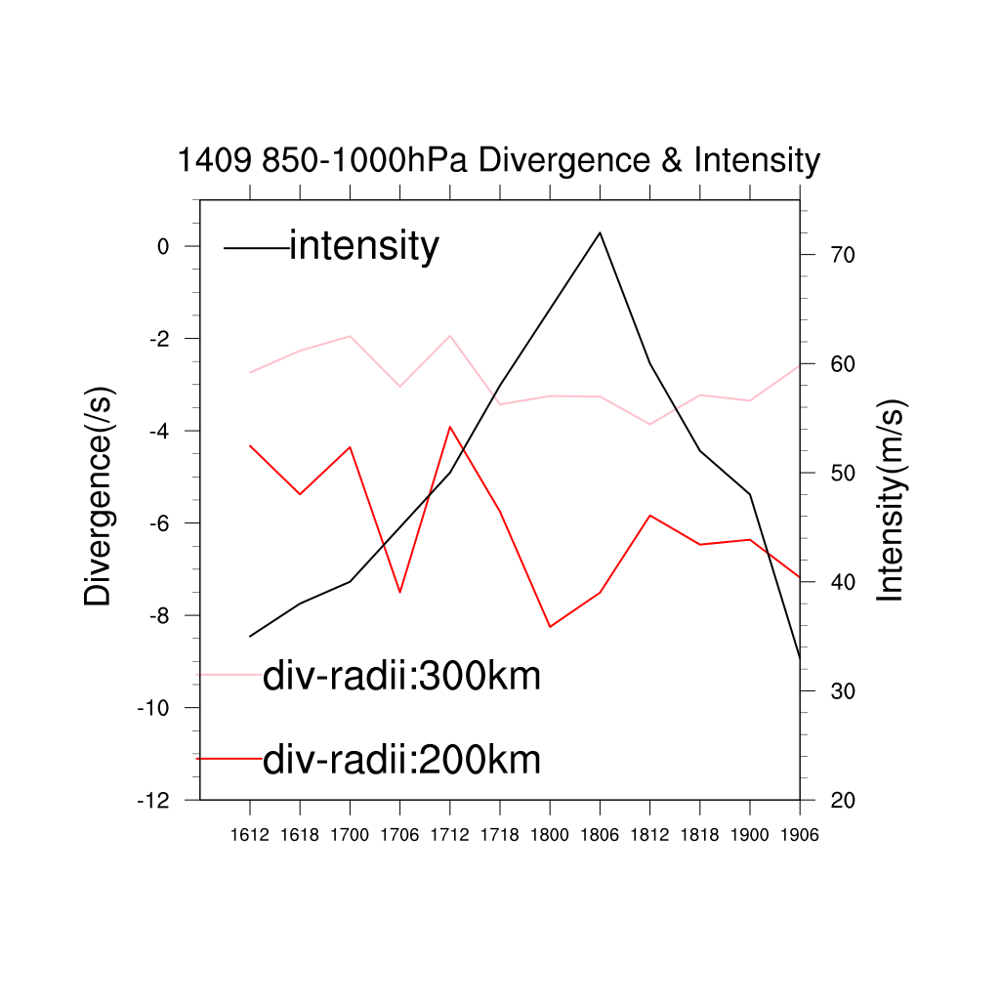 1409 850-1000hPa Divergence & Intensity
intensity
div-radii:300km
div-radii:200km
Divergence(/s)
0
-2
-4
-6
-8
-10
-12
Intensity(m/s)
70
60
50
40
30
20
1612 1618 1700 1706 1712 1718 1800 1806 1812 1818 1900 1906